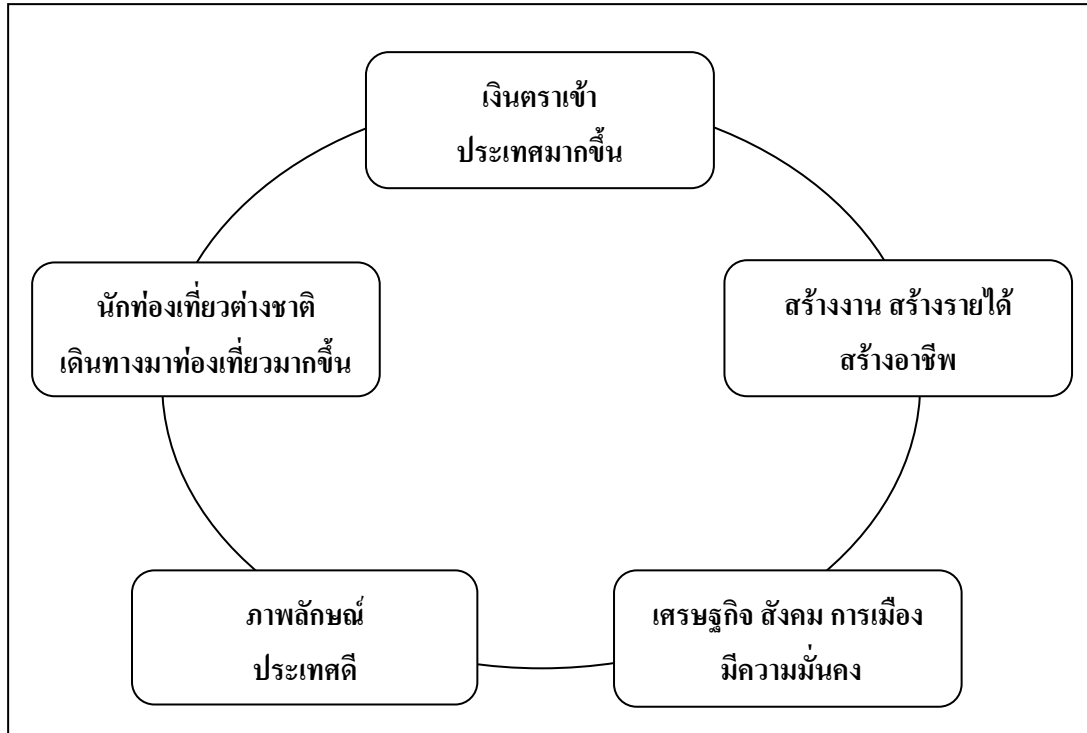 เงินตราเข้า
ประเทศมากขึ้น
นักท่องเที่ยวต่างชาติ
เดินทางมาท่องเที่ยวมากขึ้น
สร้างงาน สร้างรายได้
สร้างอาชีพ
ภาพลักษณ์
ประเทศดี
เศรษฐกิจ สังคม การเมือง
มีความมั่นคง